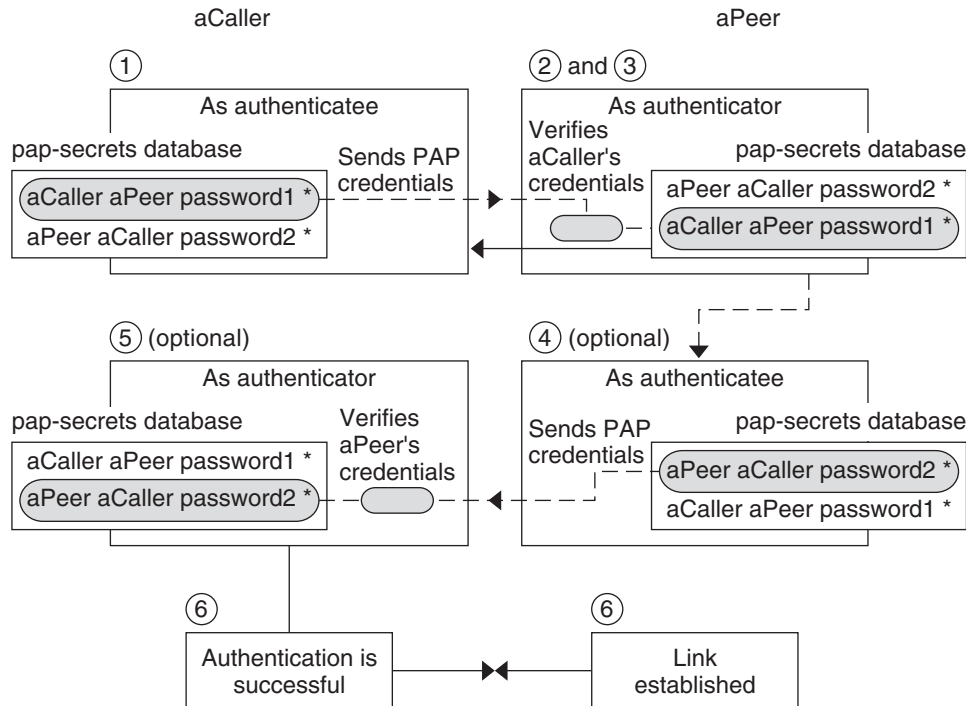 aCaller
aPeer
1
2 and 3
As authenticatee
As authenticator
pap-secrets database
Sends PAP
credentials
Verifies
aCaller's
credentials
pap-secrets database
aCaller aPeer password1 *
aPeer aCaller password2 *
aPeer aCaller password2 *
aCaller aPeer password1 *
5 (optional)
4 (optional)
As authenticator
As authenticatee
pap-secrets database
Verifies
aPeer's
credentials
Sends PAP
credentials
pap-secrets database
aCaller aPeer password1 *
aPeer aCaller password2 *
aPeer aCaller password2 *
aCaller aPeer password1 *
6
6
Authentication is
successful
Link
established